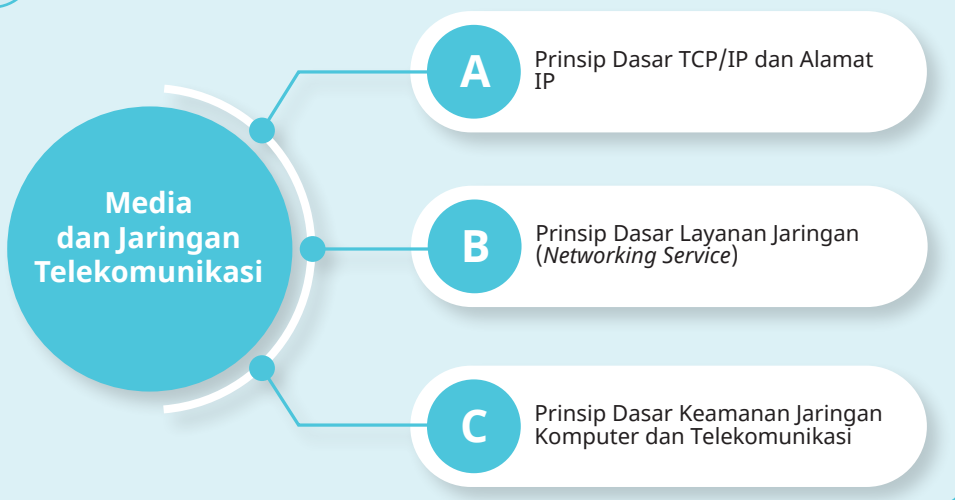 Media
dan Jaringan
Telekomunikasi
A
Prinsip Dasar TCP/IP dan Alamat
IP
B
Prinsip Dasar Layanan Jaringan
(Networking Service)
C
Prinsip Dasar Keamanan Jaringan
Komputer dan Telekomunikasi